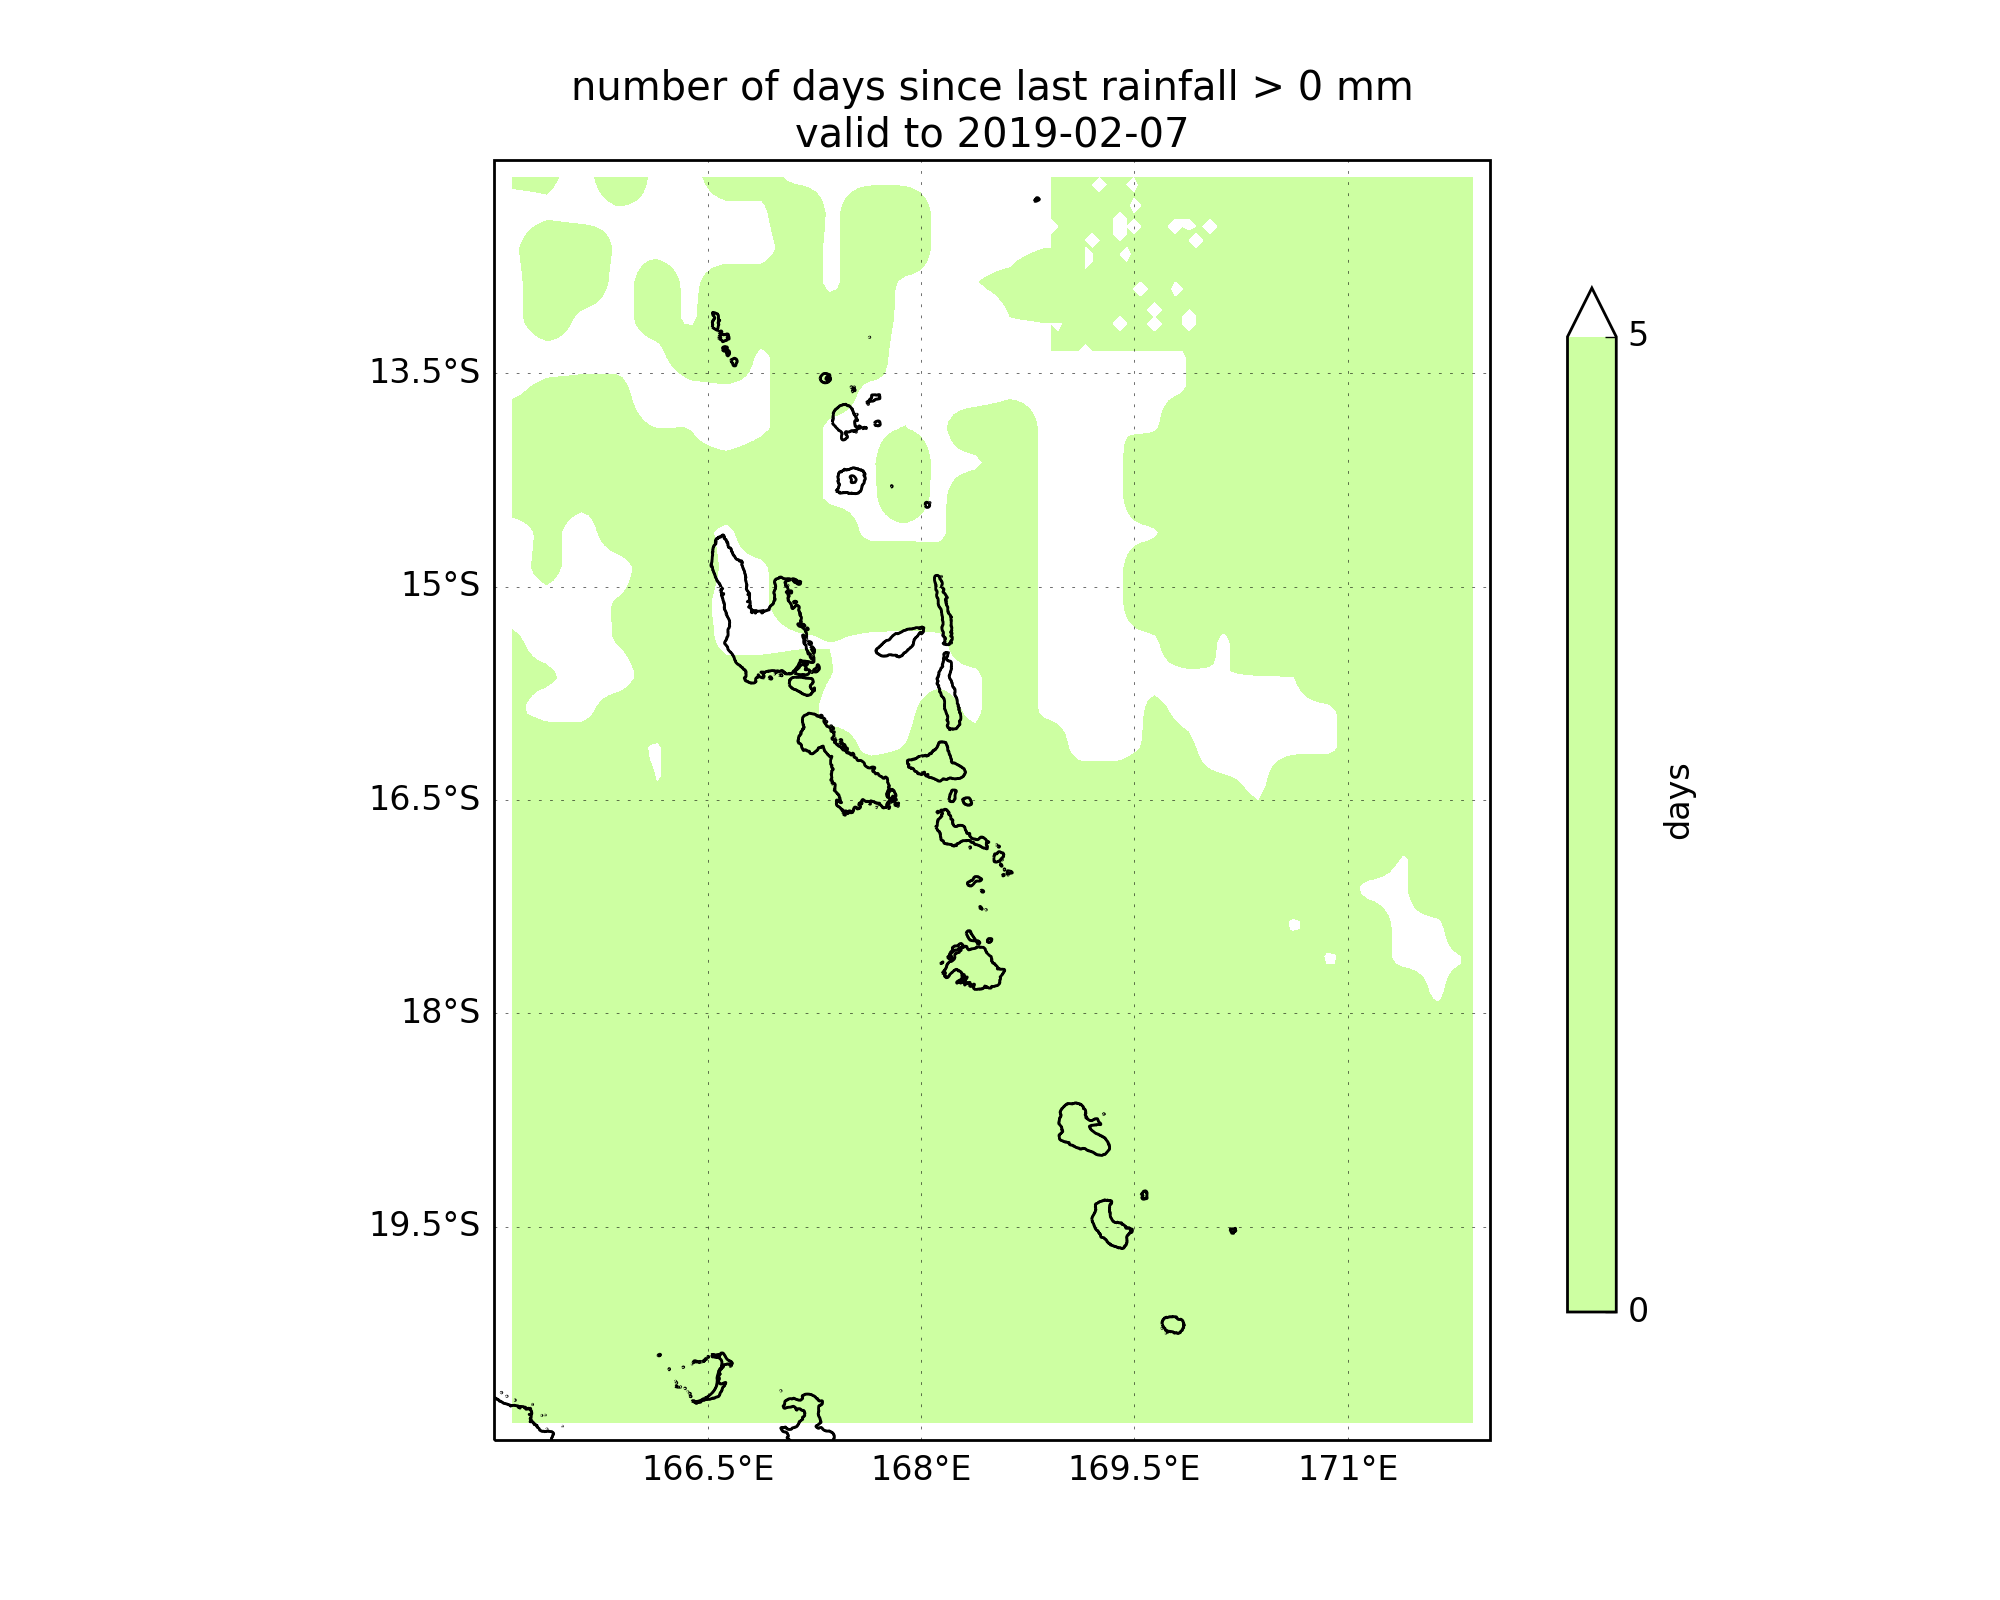 number of days since last rainfall > 0 mm
valid to 2019-02-07
13.5°S
15°S
16.5°S
18°S
19.5°S
166.5°E
168°E
169.5°E
171°E
5
days
0